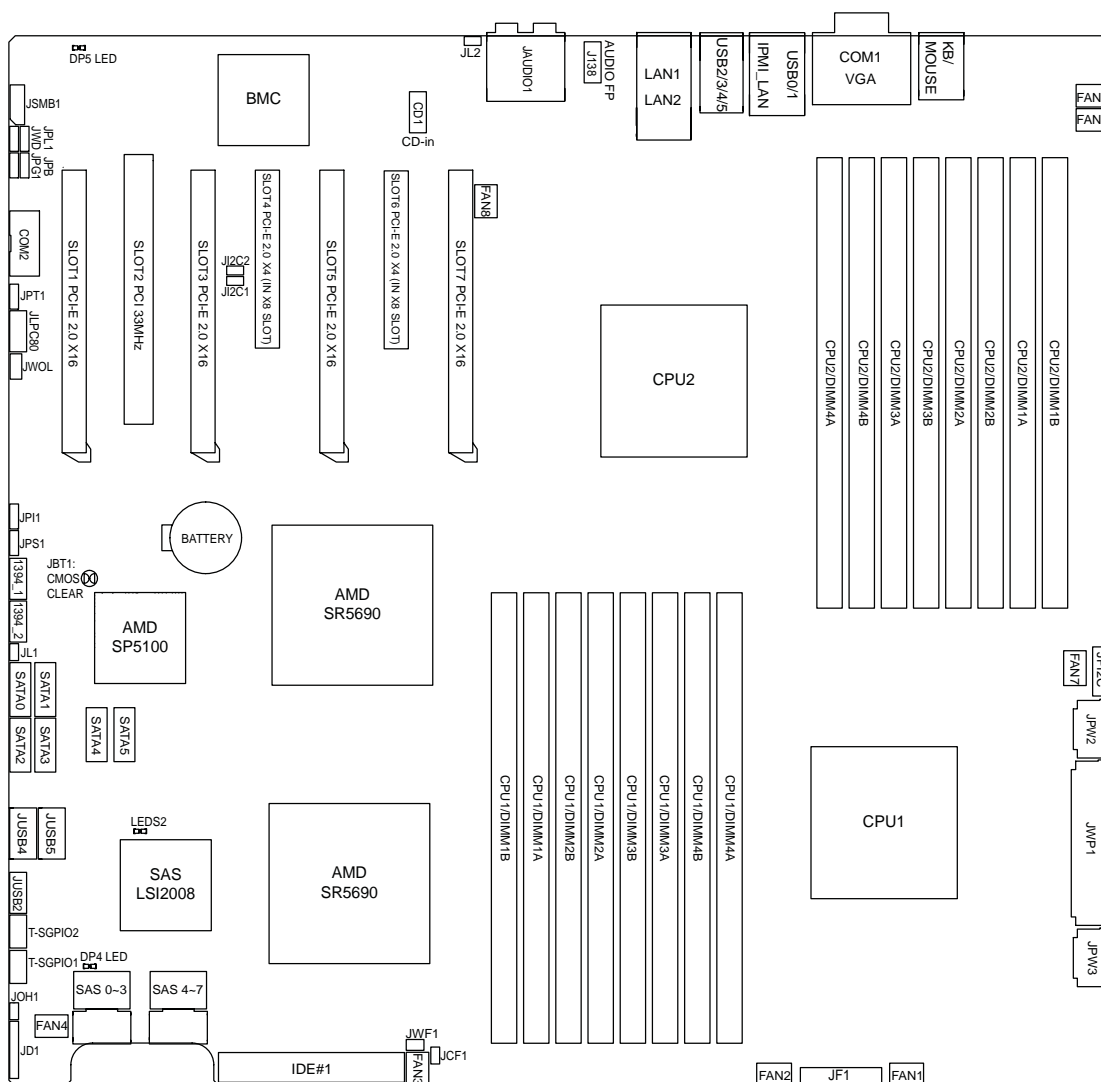 DP5 LED
JL2
JAUDIO1
J138
AUDIO FP
LAN1
LAN2
USB2/3/4/5
IPMI_LAN
USB0/1
COM1
VGA
KB/
MOUSE
FAN
FAN
JSMB1
BMC
CD1
CD-in
JPL1
JWD
JPB
JPG1
COM2
JPT1
JLPC80
JWOL
SLOT1 PCI-E 2.0 X16
SLOT2 PCI 33MHz
SLOT3 PCI-E 2.0 X16
JI2C2
JI2C1
SLOT4 PCI-E 2.0 X4 (IN X8 SLOT)
SLOT5 PCI-E 2.0 X16
SLOT6 PCI-E 2.0 X4 (IN X8 SLOT)
SLOT7 PCI-E 2.0 X16
FAN8
CPU2
CPU2/DIMM4A
CPU2/DIMM4B
CPU2/DIMM3A
CPU2/DIMM3B
CPU2/DIMM2A
CPU2/DIMM2B
CPU2/DIMM1A
CPU2/DIMM1B
JPI1
JPS1
1394_1
1394_2
JBT1:
CMOS
CLEAR
BATTERY
AMD
SP5100
AMD
SR5690
JL1
SATA0
SATA1
SATA2
SATA3
SATA4
SATA5
FAN7
JPI2C
JPW2
JWP1
JPW3
CPU1
CPU1/DIMM1B
CPU1/DIMM1A
CPU1/DIMM2B
CPU1/DIMM2A
CPU1/DIMM3B
CPU1/DIMM3A
CPU1/DIMM4B
CPU1/DIMM4A
JUSB4
JUSB5
LEDS2
SAS
LSI2008
AMD
SR5690
JUSB2
T-SGPIO2
T-SGPIO1
DP4 LED
SAS 0~3
SAS 4~7
JOH1
FAN4
JD1
IDE#1
JWF1
JCF1
FAN3
FAN2
JF1
FAN1